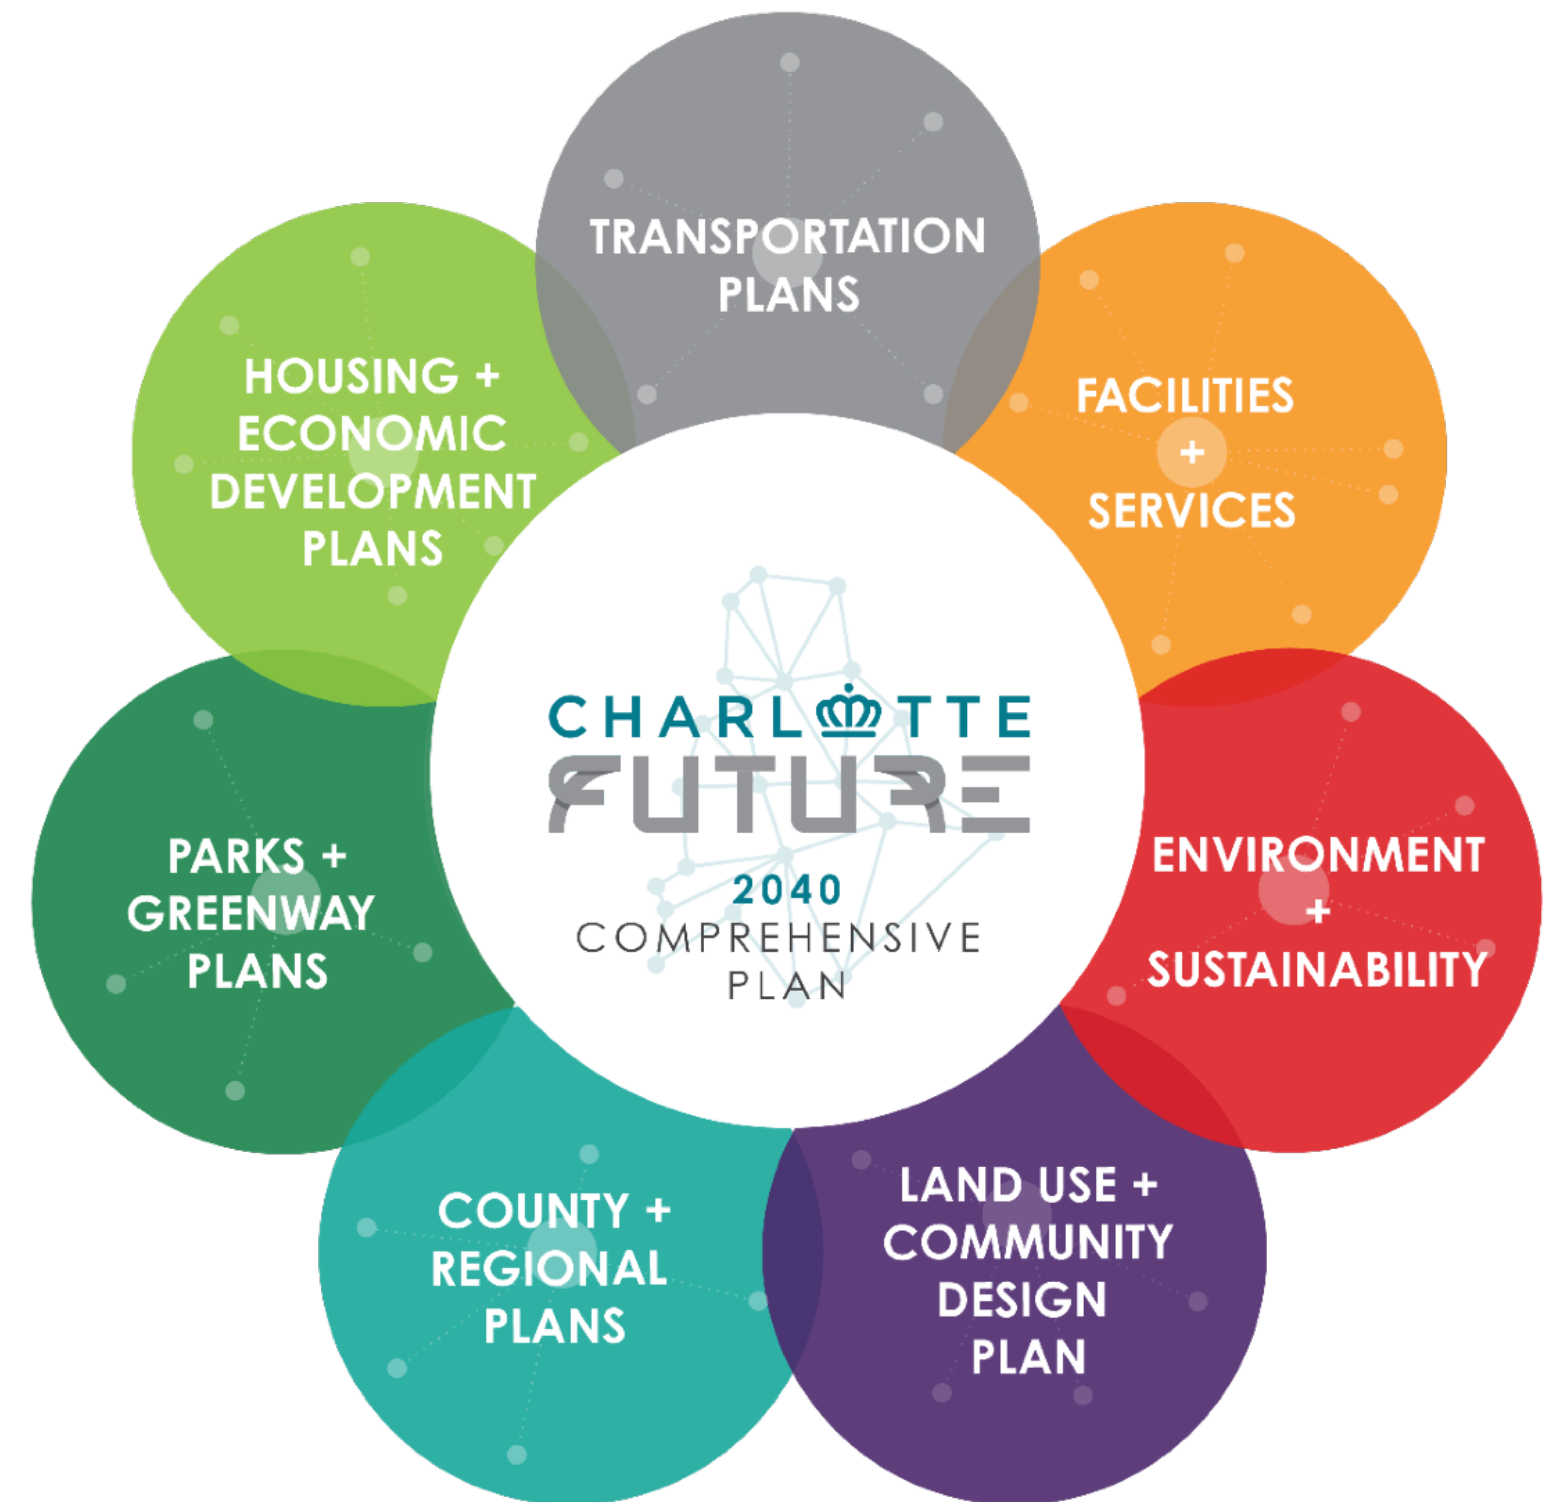 TRANSPORTATION
PLANS
FACILITIES
+
SERVICES
ENVIRONMENT
+
SUSTAINABILITY
LAND USE +
COMMUNITY
DESIGN
PLAN
COUNTY +
REGIONAL
PLANS
PARKS +
GREENWAY
PLANS
HOUSING +
ECONOMIC
DEVELOPMENT
PLANS
CHARLOTTE
FUTURE
2040
COMPREHENSIVE
PLAN